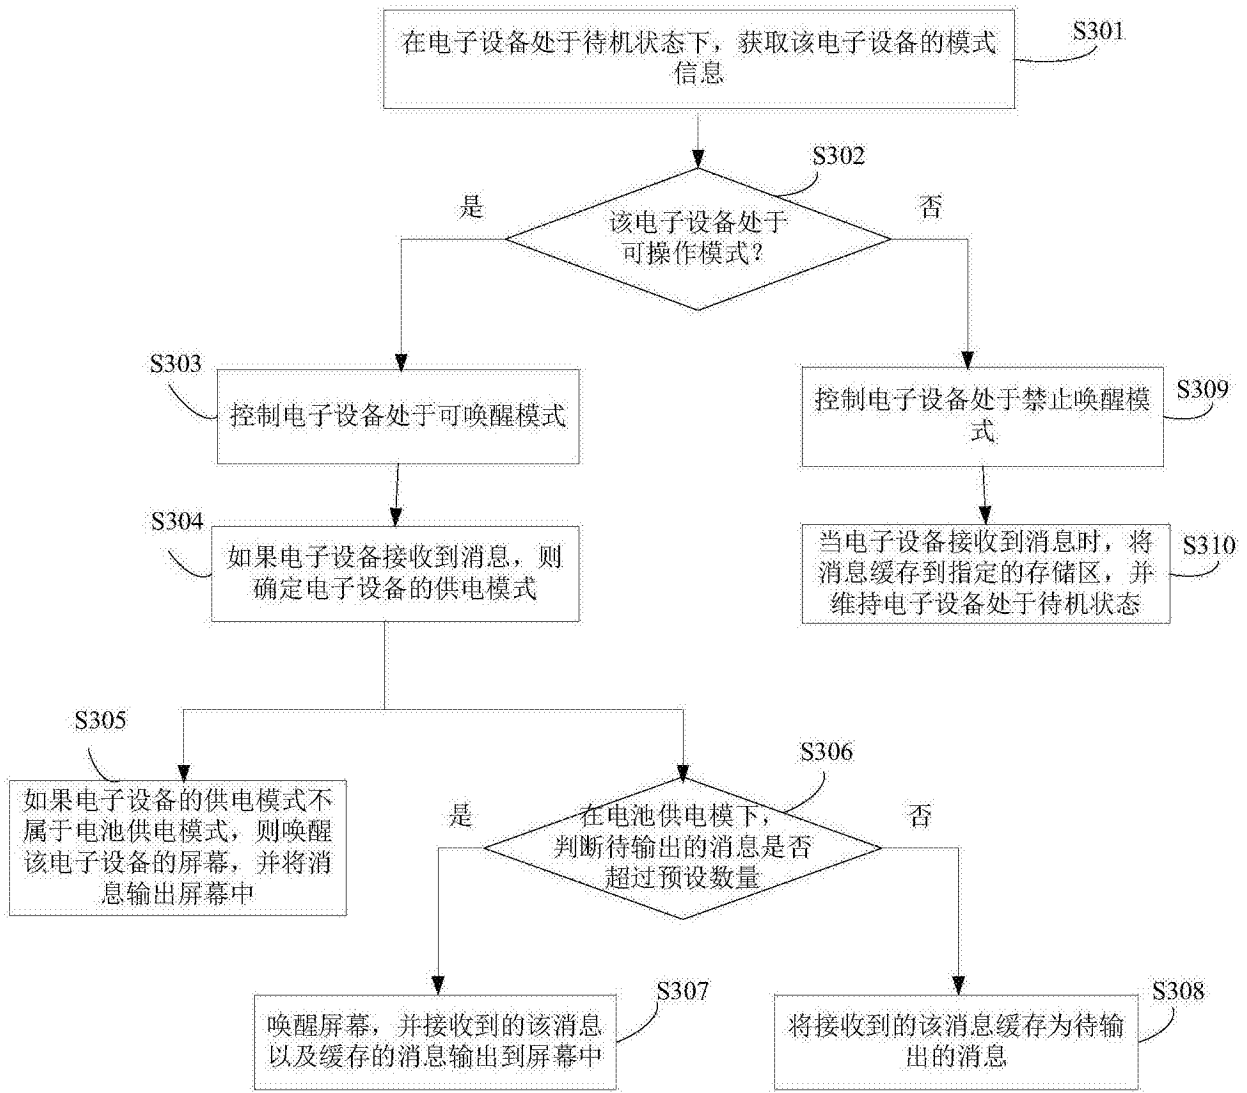 S301
在电子设备处于待机状态下，获取该电子设备的模式
信息
S302
是
否
该电子设备处于
可操作模式？
S303
控制电子设备处于可唤醒模式
S309
控制电子设备处于禁止唤醒模
式
S304
如果电子设备接收到消息，则
确定电子设备的供电模式
S310
当电子设备接收到消息时，将
消息缓存到指定的存储区，并
维持电子设备处于待机状态
S305
如果电子设备的供电模式不
属于电池供电模式，则唤醒
该电子设备的屏幕，并将消
息输出屏幕中
S306
是
否
在电池供电模下，
判断待输出的消息是否
超过预设数量
S307
唤醒屏幕，并接收到的该消息
以及缓存的消息输出到屏幕中
S308
将接收到的该消息缓存为待输
出的消息